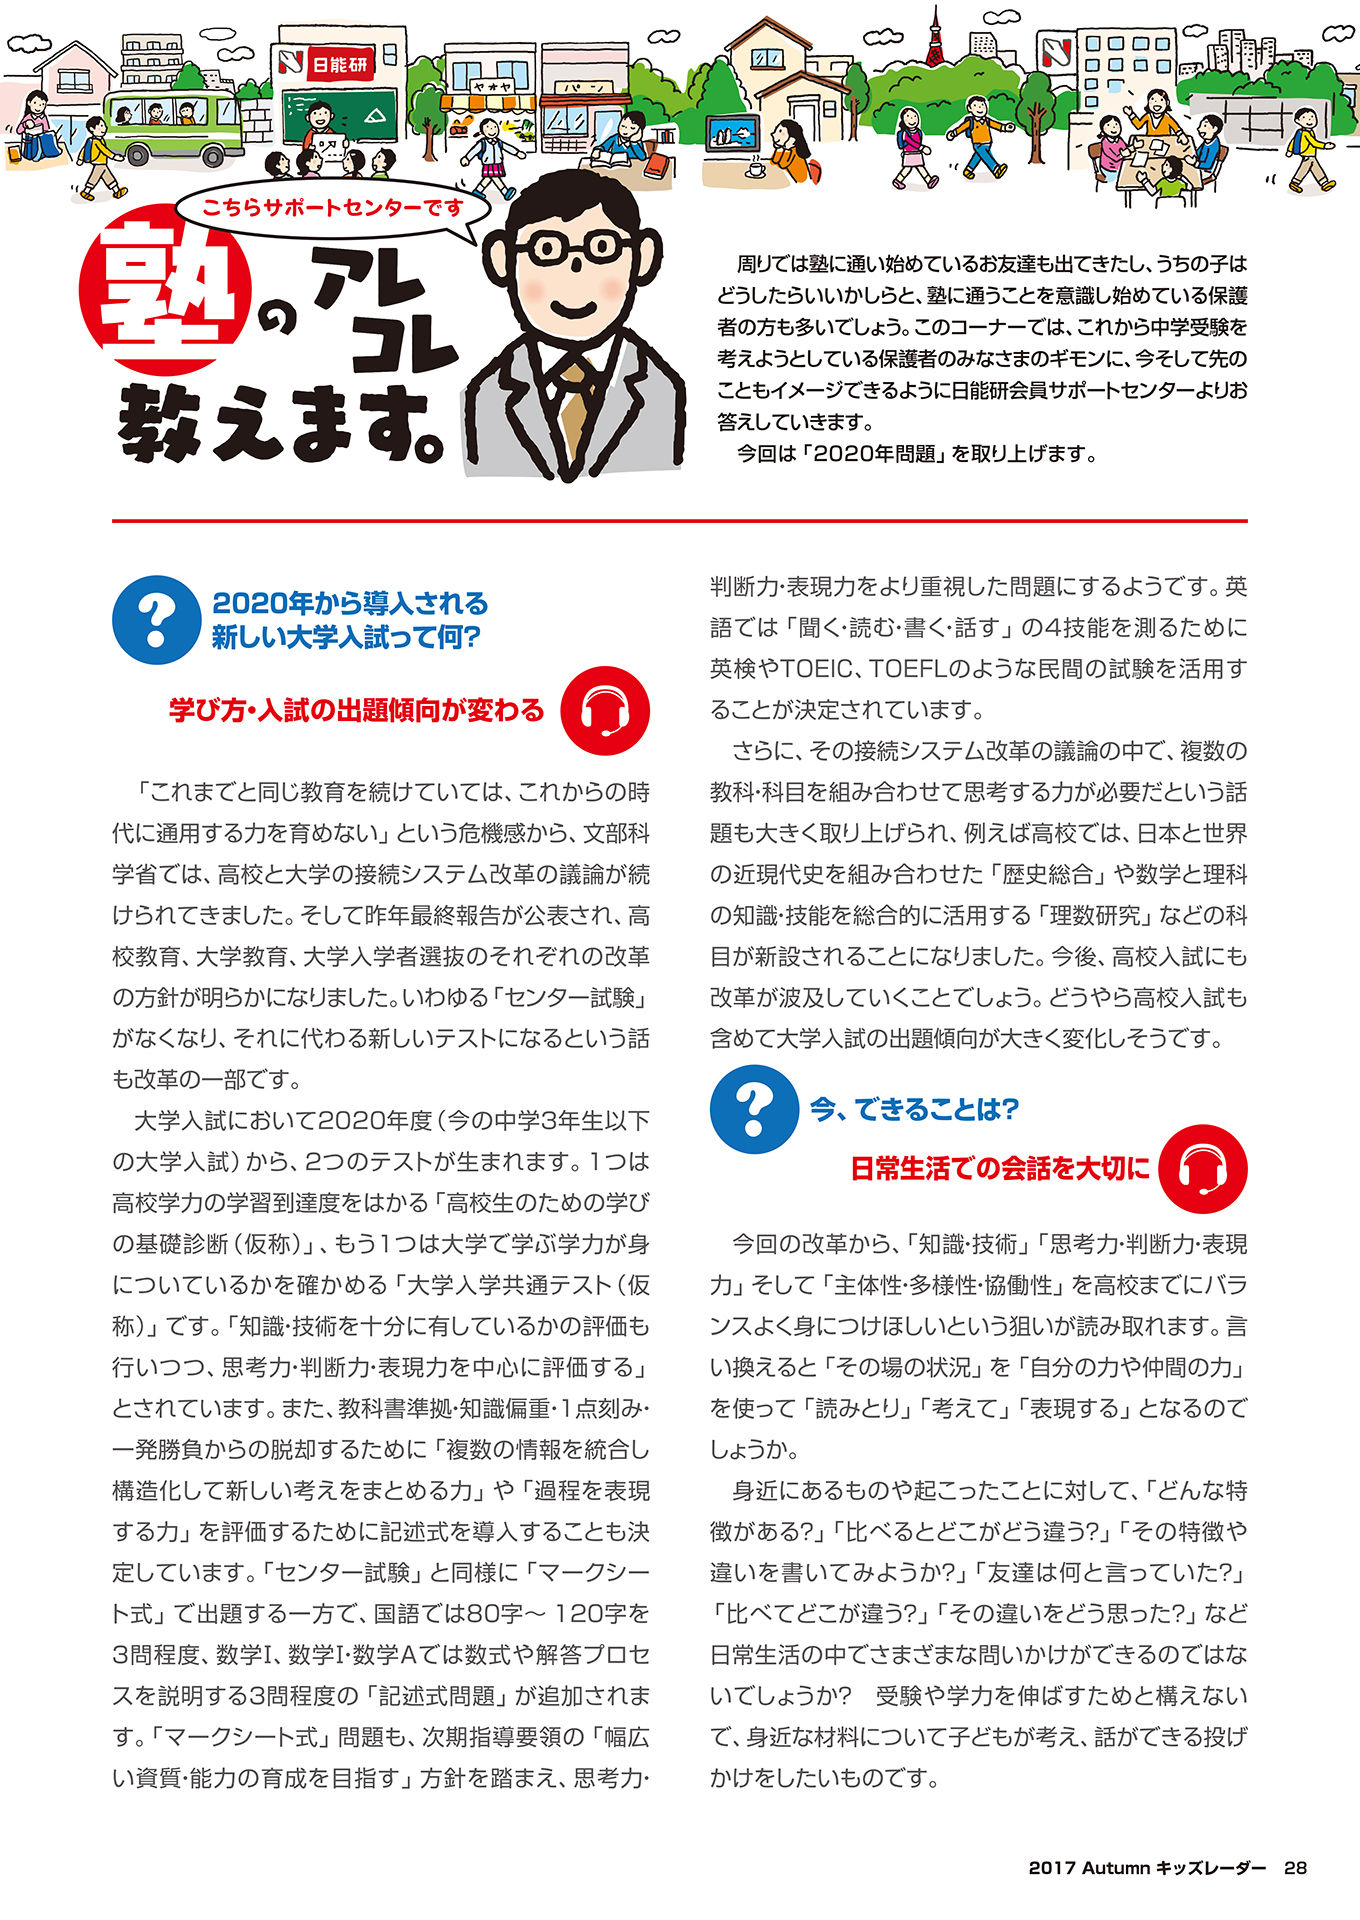 日能研
ヤオヤ
パン
こちらサポートセンターです
塾のアレ
コレ
教えます。
　周りでは塾に通い始めているお友達も出てきたし、うちの子は
どうしたらいいかしらと、塾に通うことを意識し始めている保護
者の方も多いでしょう。このコーナーでは、これから中学受験を
考えようとしている保護者のみなさまのギモンに、今そして先の
こともイメージできるように日能研会員サポートセンターよりお
答えしていきます。
　今回は「2020年問題」を取り上げます。
?
2020年から導入される
新しい大学入試って何?
学び方・入試の出題傾向が変わる
　「これまでと同じ教育を続けていては、これからの時
代に通用する力を育めない」という危機感から、文部科
学省では、高校と大学の接続システム改革の議論が続
けられてきました。そして昨年最終報告が公表され、高
校教育、大学教育、大学入学者選抜のそれぞれの改革
の方針が明らかになりました。いわゆる「センター試験」
がなくなり、それに代わる新しいテストになるという話
も改革の一部です。
　大学入試において2020年度（今の中学3年生以下
の大学入試）から、2つのテストが生まれます。1つは
高校学力の学習到達度をはかる「高校生のための学び
の基礎診断（仮称）」、もう1つは大学で学ぶ学力が身
についているかを確かめる「大学入学共通テスト（仮
称）」です。「知識・技術を十分に有しているかの評価も
行いつつ、思考力・判断力・表現力を中心に評価する」
とされています。また、教科書準拠・知識偏重・1点刻み・
一発勝負からの脱却するために「複数の情報を統合し
構造化して新しい考えをまとめる力」や「過程を表現
する力」を評価するために記述式を導入することも決
定しています。「センター試験」と同様に「マークシー
ト式」で出題する一方で、国語では80字～120字を
3問程度、数学I、数学I・数学Aでは数式や解答プロセ
スを説明する3問程度の「記述式問題」が追加されま
す。「マークシート式」問題も、次期指導要領の「幅広
い資質・能力の育成を目指す」方針を踏まえ、思考力・
判断力・表現力をより重視した問題にするようです。英
語では「聞く・読む・書く・話す」の4技能を測るために
英検やTOEIC、TOEFLのような民間の試験を活用す
ることが決定されています。
　さらに、その接続システム改革の議論の中で、複数の
教科・科目を組み合わせて思考する力が必要だという話
題も大きく取り上げられ、例えば高校では、日本と世界
の近現代史を組み合わせた「歴史総合」や数学と理科
の知識・技能を総合的に活用する「理数研究」などの科
目が新設されることになりました。今後、高校入試にも
改革が波及していくことでしょう。どうやら高校入試も
含めて大学入試の出題傾向が大きく変化しそうです。
?
今、できることは?
日常生活での会話を大切に
　今回の改革から、「知識・技術」「思考力・判断力・表現
力」そして「主体性・多様性・協働性」を高校までにバラ
ンスよく身につけほしいという狙いが読み取れます。言
い換えると「その場の状況」を「自分の力や仲間の力」
を使って「読みとり」「考えて」「表現する」となるので
しょうか。
　身近にあるものや起こったことに対して、「どんな特
徴がある?」「比べるとどこがどう違う?」「その特徴や
違いを書いてみようか?」「友達は何と言っていた?」
「比べてどこが違う?」「その違いをどう思った?」など
日常生活の中でさまざまな問いかけができるのではな
いでしょうか?　受験や学力を伸ばすためと構えない
で、身近な材料について子どもが考え、話ができる投げ
かけをしたいものです。
2017 Autumn キッズレーダー　28